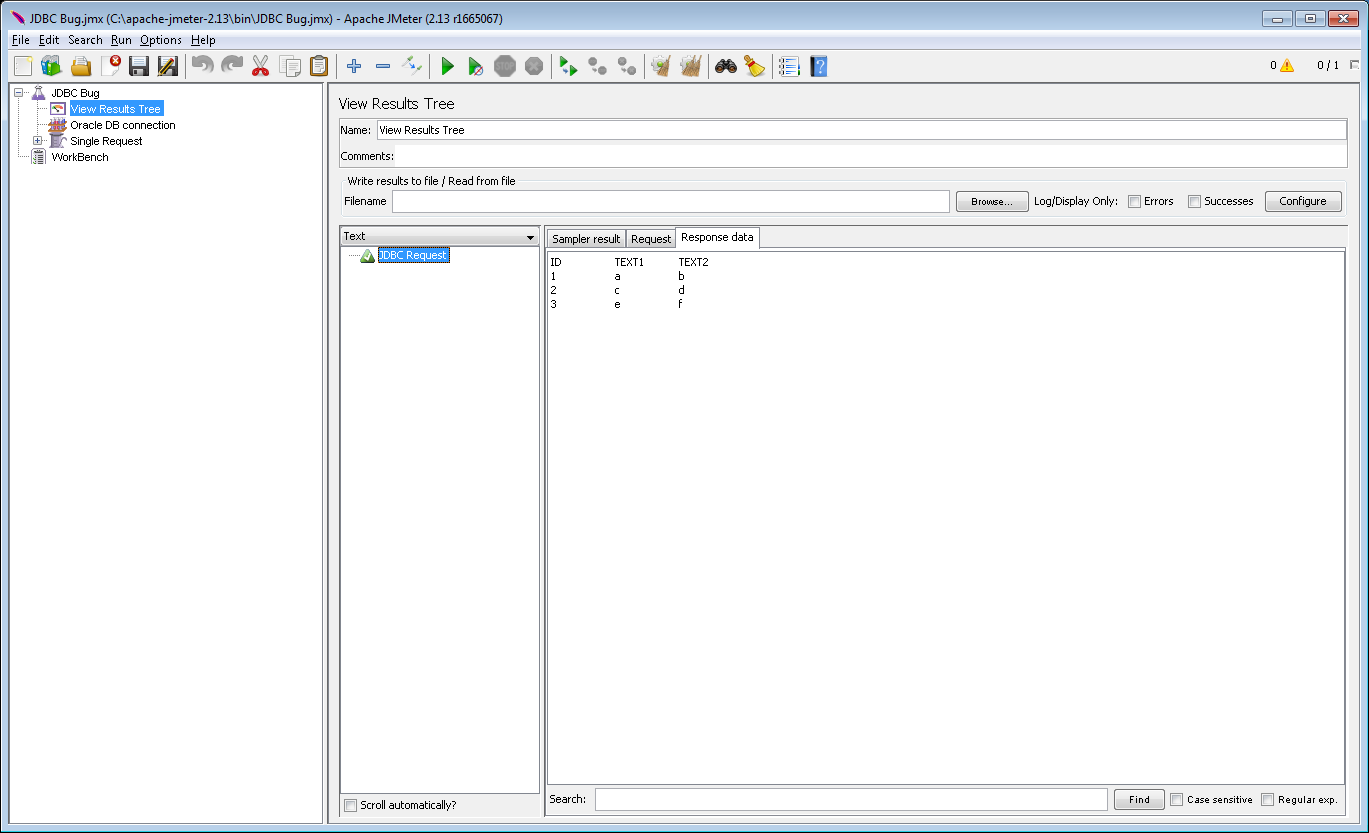 JDBC Bug.jmx (C:\apache-jmeter-2.13\bin\JDBC Bug.jmx) - Apache JMeter (2.13 r1665067)
File Edit Search Run Options Help
STOP 0 0 / 1
JDBC Bug
View Results Tree
Oracle DB connection
Single Request
WorkBench
View Results Tree
Name: View Results Tree
Comments:
Write results to file / Read from file
Filename Browse... Log/Display Only: Errors Successes Configure
Text
JDBC Request
Scroll automatically?
Sampler result Request Response data
ID TEXT1 TEXT2
1 a b
2 c d
3 e f
Search: Find Case sensitive Regular exp.